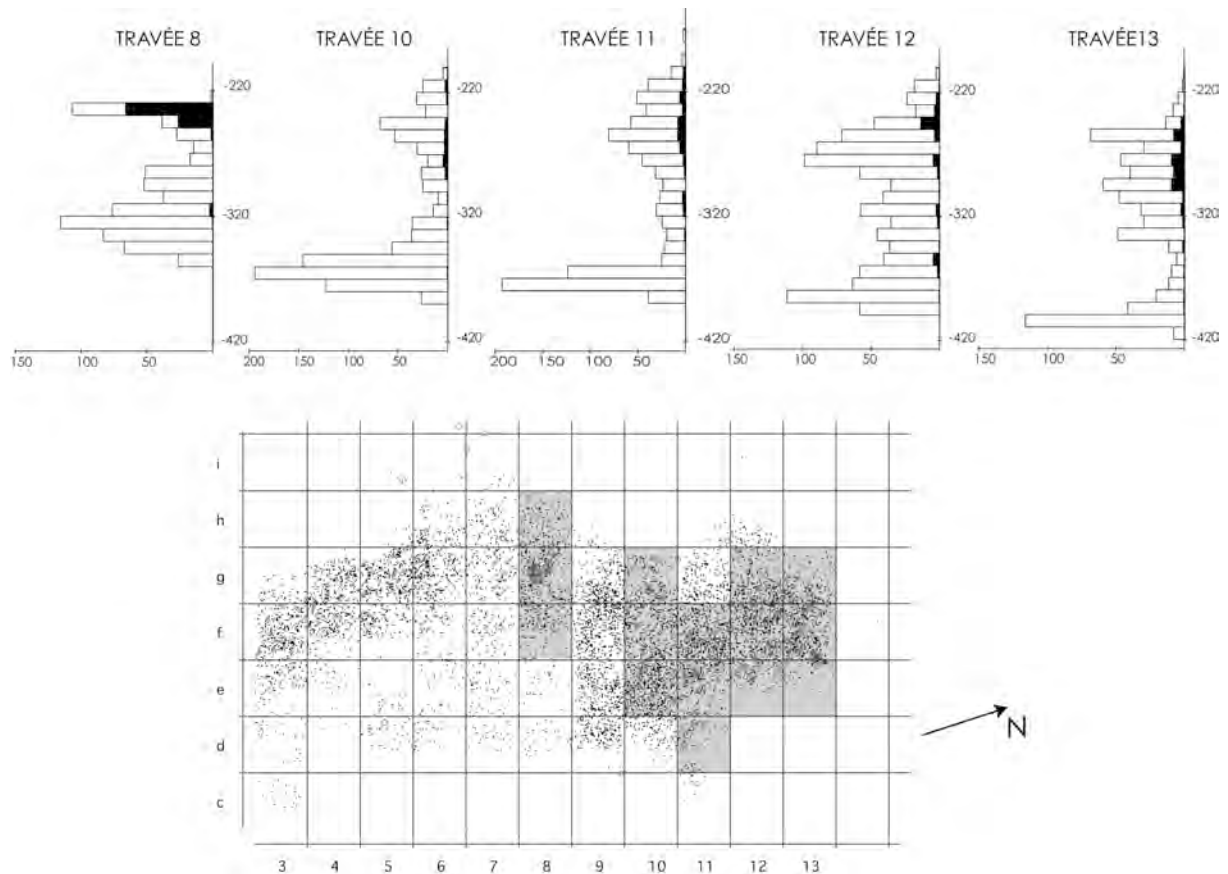 TRAVÉE 8 TRAVÉE 10 TRAVÉE 11 TRAVÉE 12 TRAVÉE13
-220 -220 -220 -220 -220
-320 -320 -320 -320 -320
-420 -420 -420 -420 -420
150 100 50 200 150 100 50 200 150 100 50 150 100 50 150 100 50
i
h
g
f
e
d
c
N
3 4 5 6 7 8 9 10 11 12 13